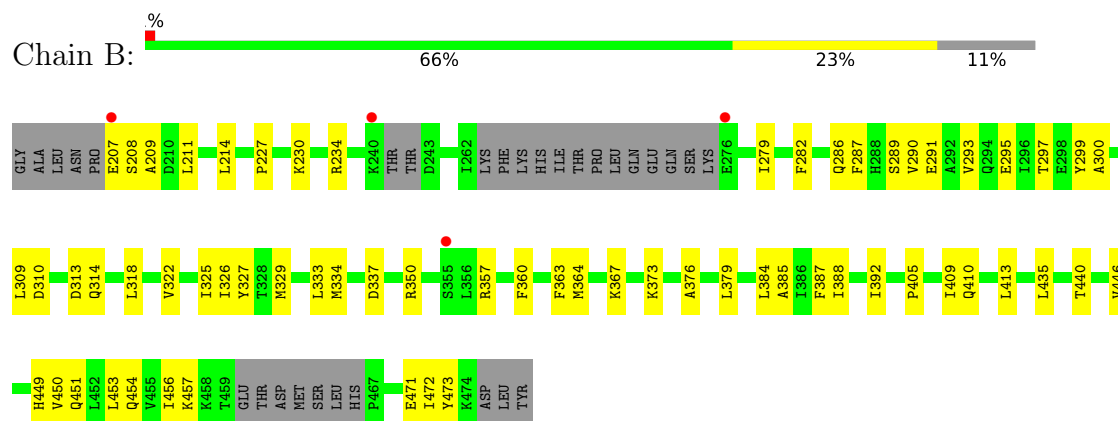 .%
Chain B:
66% 23% 11%
GLY ALA LEU ASN PRO E207 S208 A209 D210 L211 L214 P227 K230 R234 K240 THR THR D243 I262 LYS PHE LYS HIS ILE THR PRO LEU GLN GLU GLN SER LYS E276 I279 F282 Q286 F287 H288 S289 V290 E291 A292 V293 Q294 E295 I296 T297 E298 Y299 A300
L309 D310 D313 Q314 L318 V322 I325 I326 Y327 T328 M329 L333 M334 D337 R350 S355 L356 R357 F360 F363 M364 K367 K373 A376 L379 L384 A385 I386 F387 I388 I392 P405 I409 Q410 L413 L435 T440 V446
H449 V450 Q451 L452 L453 Q454 V455 I456 K457 K458 T459 GLU THR ASP MET SER LEU HIS P467 E471 I472 Y473 K474 ASP LEU TYR